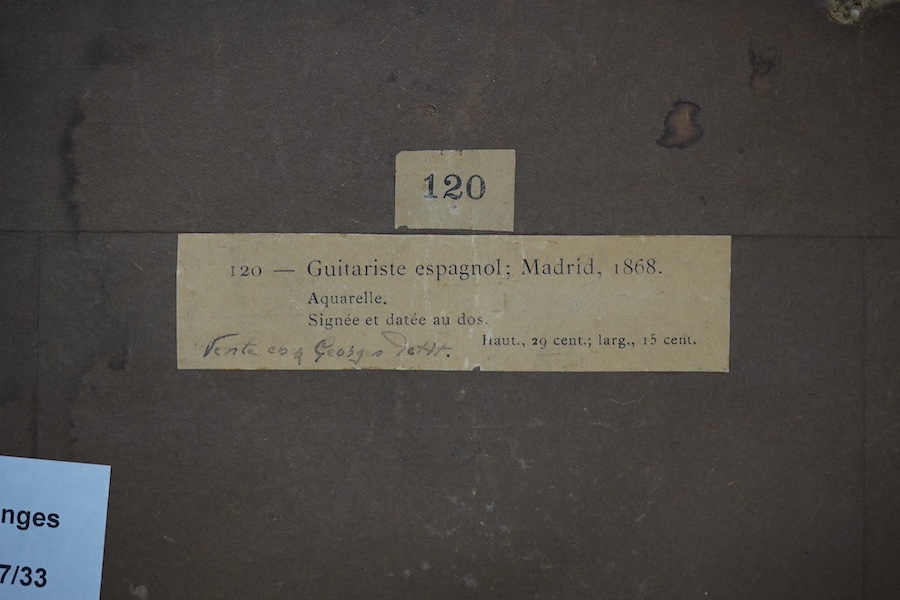 120
120 — Guitariste espagnol; Madrid, 1868.
Aquarelle.
Signée et datée au dos.
Haut., 29 cent.; larg., 15 cent.
Vente chez Georges Petit.
nges
7/33